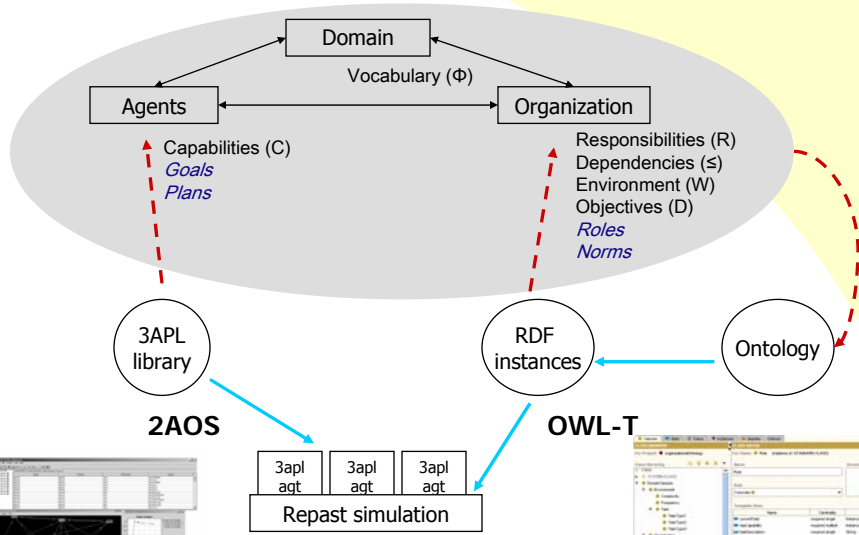 Domain
Vocabulary (Φ)
Agents
Organization
Capabilities (C)
Goals
Plans
Responsibilities (R)
Dependencies (≤)
Environment (W)
Objectives (D)
Roles
Norms
3APL
library
RDF
instances
Ontology
2AOS
OWL-T
3apl
agt
3apl
agt
3apl
agt
Repast simulation